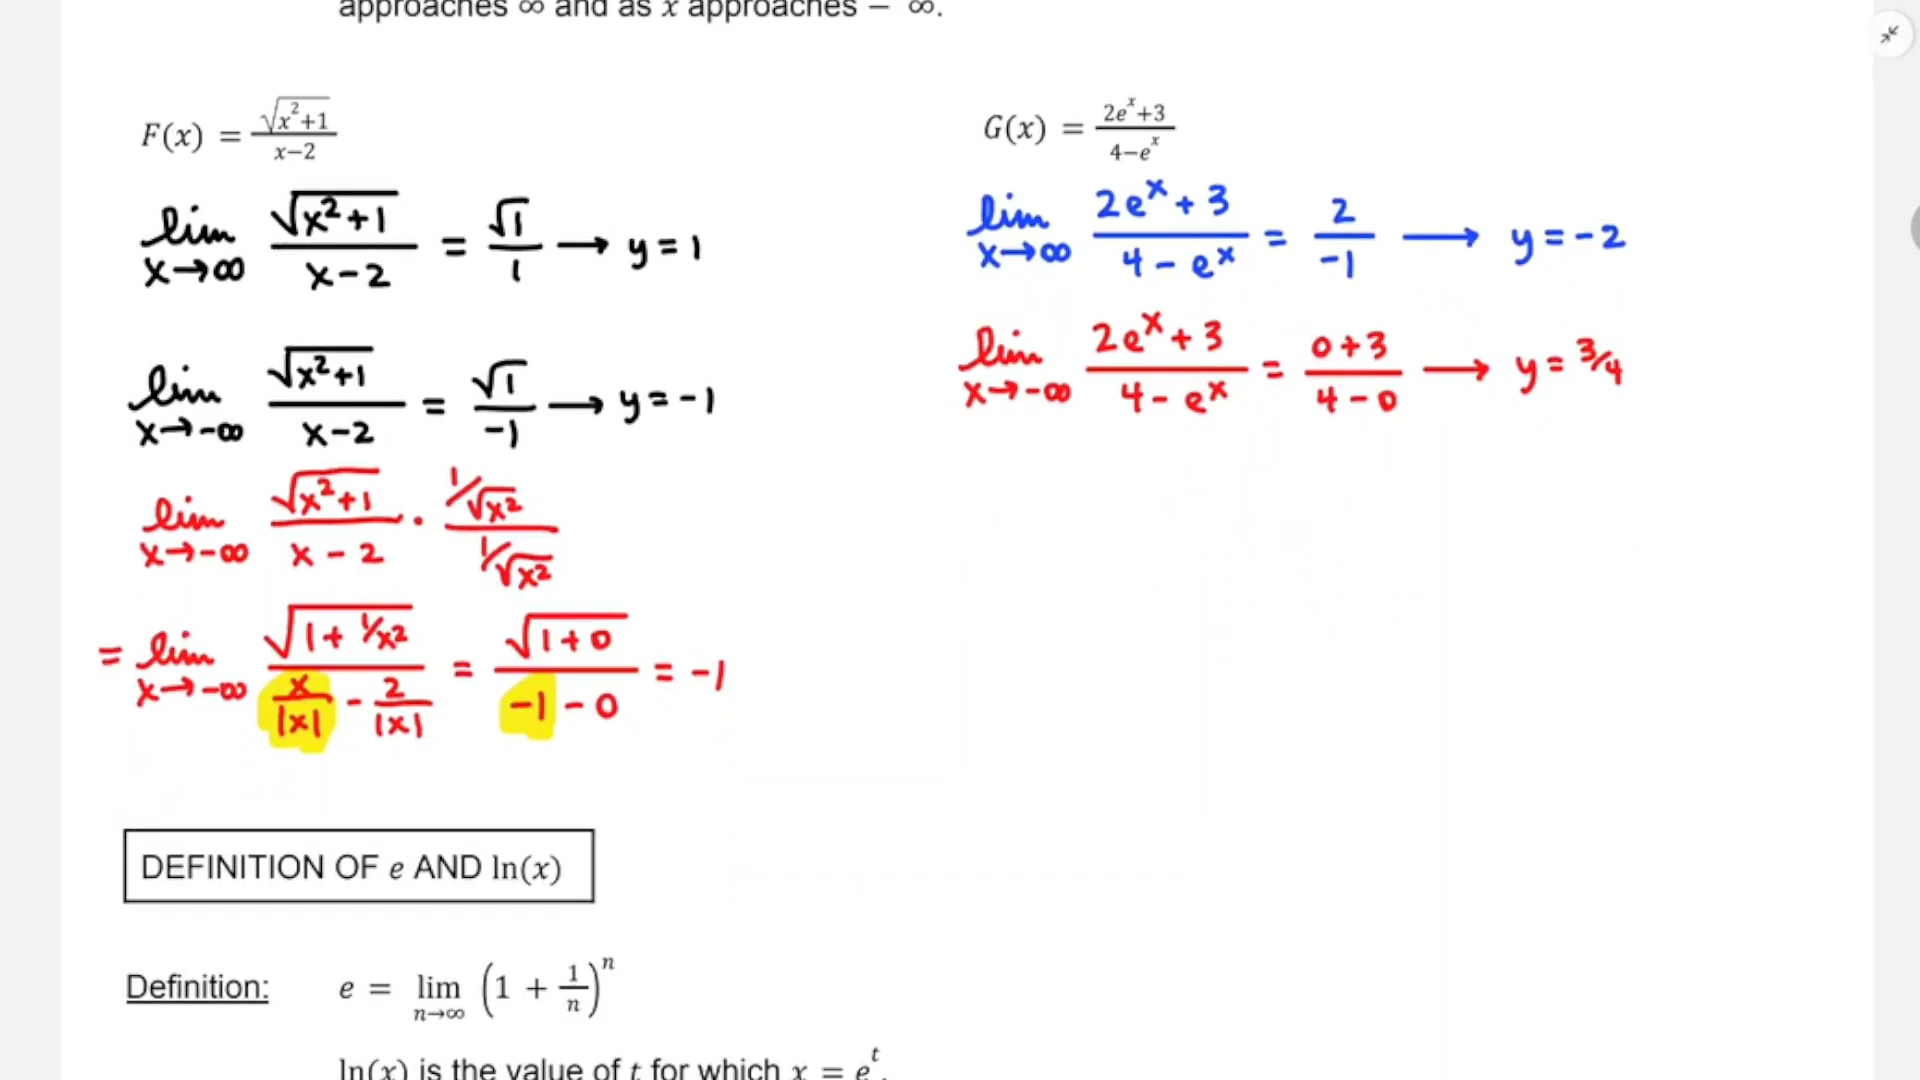 approaches ∞ and as x approaches − ∞.
F(x) = √(x²+1) / (x−2)
lim x→∞ √(x²+1) / (x−2) = √1 / 1 → y = 1
lim x→−∞ √(x²+1) / (x−2) = √1 / −1 → y = −1
lim x→−∞ √(x²+1) / (x−2) · (1/√x²) / (1/√x²)
= lim x→−∞ √(1+1/x²) / (x/|x| − 2/|x|) = √(1+0) / (−1−0) = −1
G(x) = (2eˣ+3) / (4−eˣ)
lim x→∞ (2eˣ+3) / (4−eˣ) = 2 / −1 → y = −2
lim x→−∞ (2eˣ+3) / (4−eˣ) = (0+3) / (4−0) → y = 3/4
DEFINITION OF e AND ln(x)
Definition: e = lim n→∞ (1 + 1/n)ⁿ
ln(x) is the value of t for which x = eᵗ.